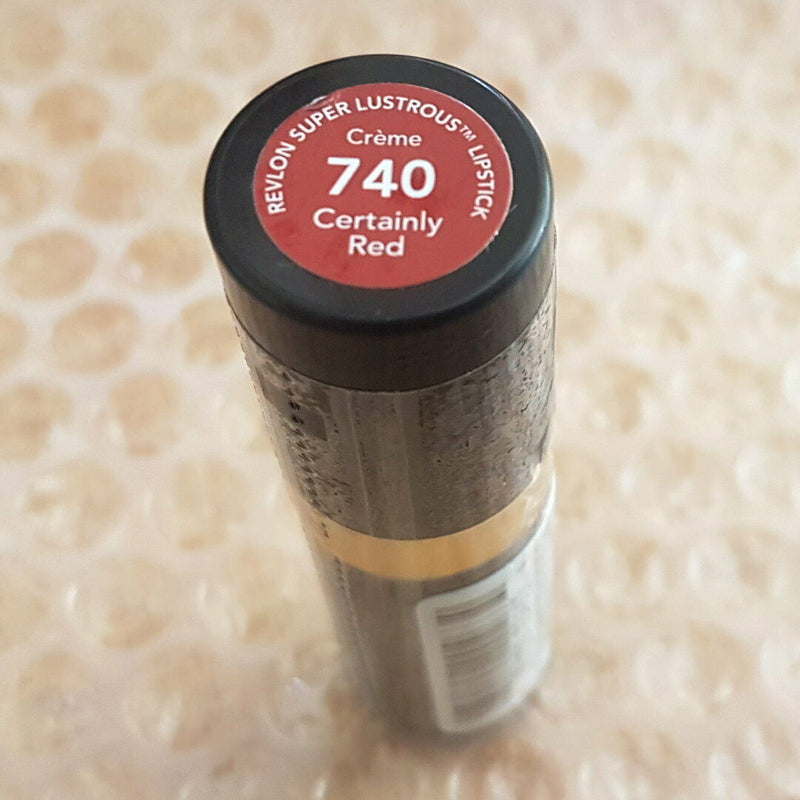 REVLON SUPER LUSTROUS™ LIPSTICK
Crème
740
Certainly
Red